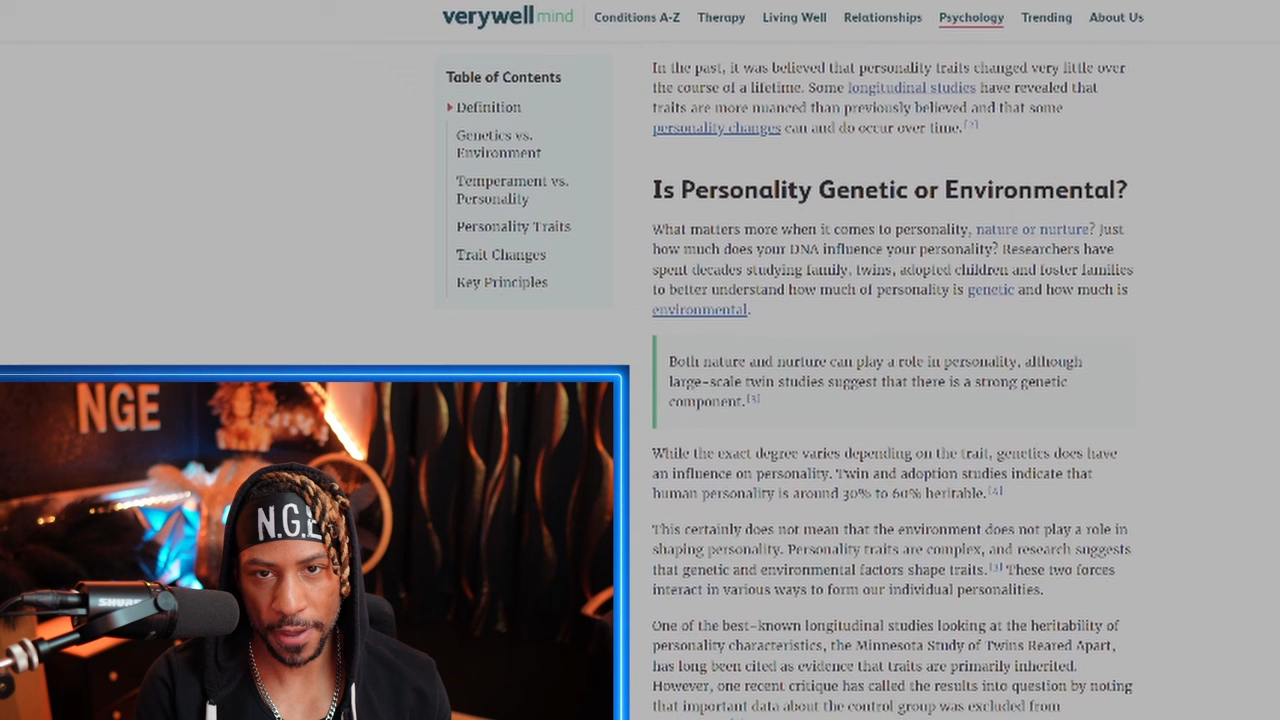 verywell mind
Conditions A-Z
Therapy
Living Well
Relationships
Psychology
Trending
About Us
Table of Contents
Definition
Genetics vs.
Environment
Temperament vs.
Personality
Personality Traits
Trait Changes
Key Principles
In the past, it was believed that personality traits changed very little over
the course of a lifetime. Some longitudinal studies have revealed that
traits are more nuanced than previously believed and that some
personality changes can and do occur over time.[2]
Is Personality Genetic or Environmental?
What matters more when it comes to personality, nature or nurture? Just
how much does your DNA influence your personality? Researchers have
spent decades studying family, twins, adopted children and foster families
to better understand how much of personality is genetic and how much is
environmental.
Both nature and nurture can play a role in personality, although
large-scale twin studies suggest that there is a strong genetic
component.[3]
While the exact degree varies depending on the trait, genetics does have
an influence on personality. Twin and adoption studies indicate that
human personality is around 30% to 60% heritable.[4]
This certainly does not mean that the environment does not play a role in
shaping personality. Personality traits are complex, and research suggests
that genetic and environmental factors shape traits.[3] These two forces
interact in various ways to form our individual personalities.
One of the best-known longitudinal studies looking at the heritability of
personality characteristics, the Minnesota Study of Twins Reared Apart,
has long been cited as evidence that traits are primarily inherited.
However, one recent critique has called the results into question by noting
that important data about the control group was excluded from
NGE
N.G.E
SHURE